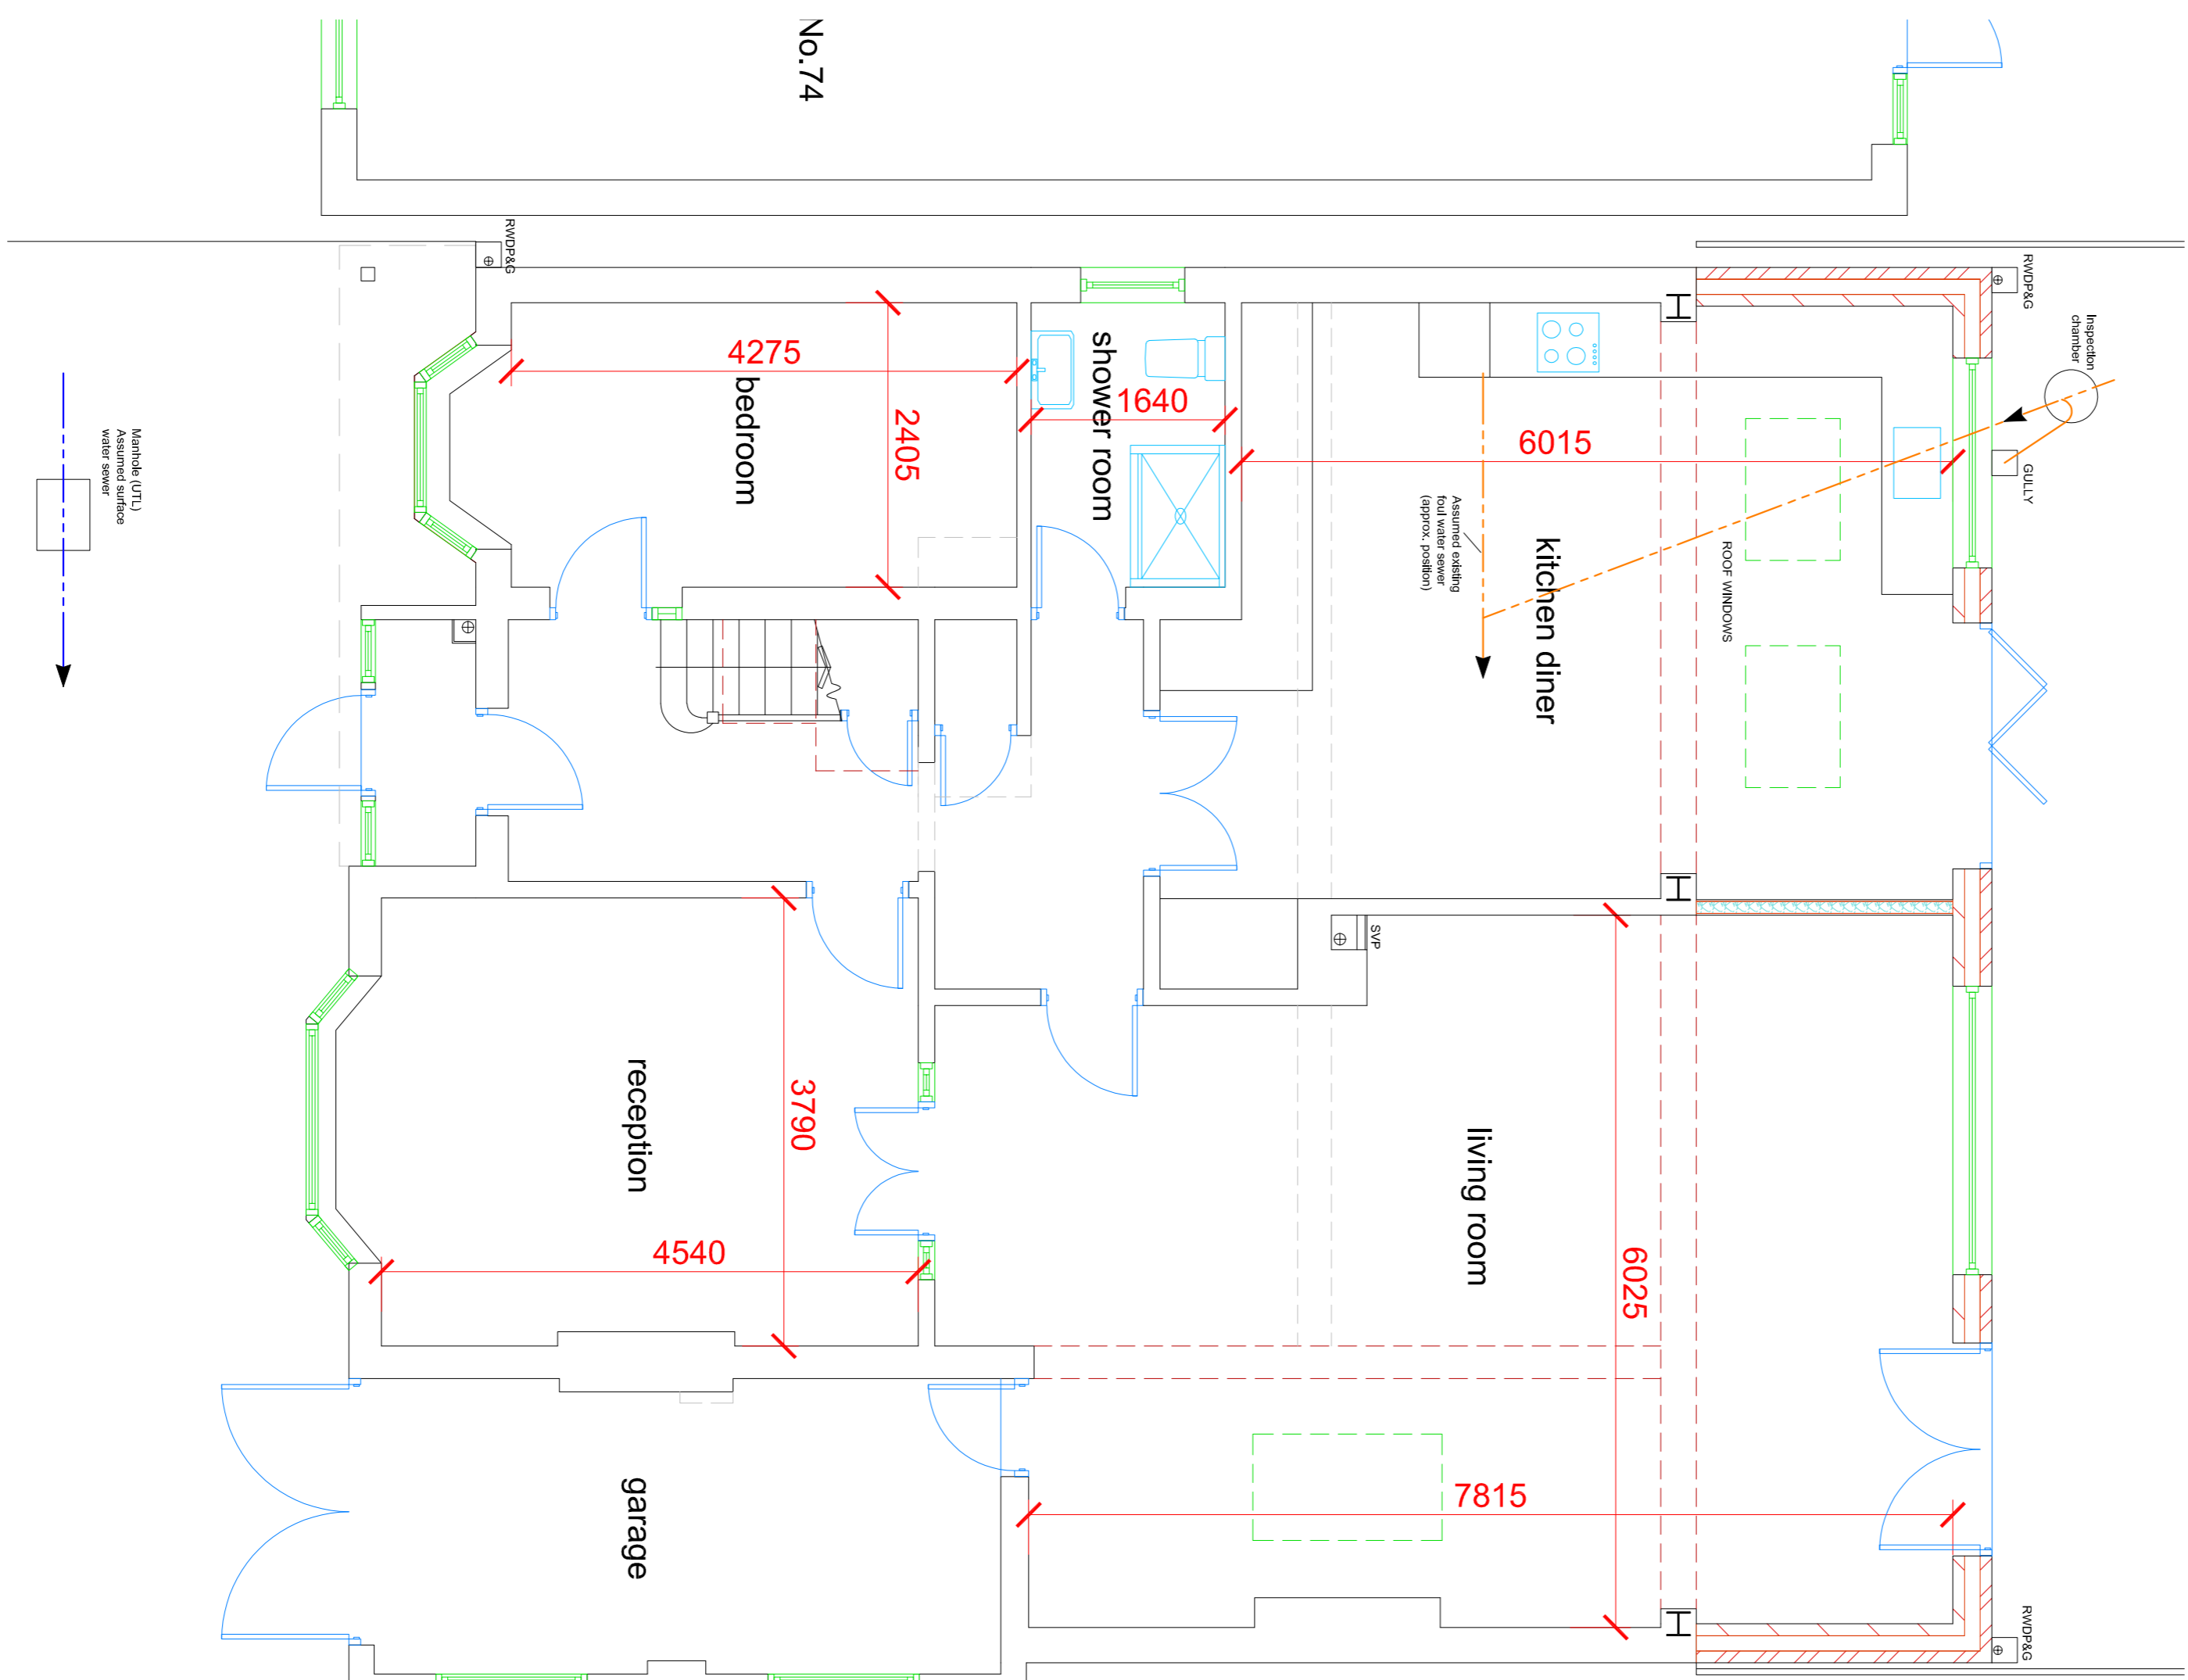 No.74
RWDP&G
RWDP&G
Inspection
chamber
4275
bedroom
2405
shower room
1640
6015
GULLY
Manhole (UTL)
Assumed surface
water sewer
Assumed existing
foul water sewer
(approx. position)
kitchen diner
ROOF WINDOWS
SVP
reception
3790
4540
living room
6025
7815
garage
RWDP&G